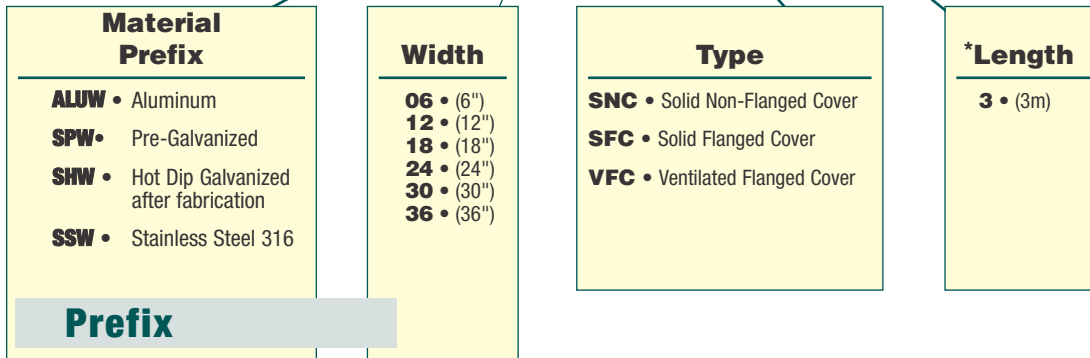 Material
Prefix
ALUW • Aluminum
SPW• Pre-Galvanized
SHW • Hot Dip Galvanized
after fabrication
SSW • Stainless Steel 316
Width
06 • (6")
12 • (12")
18 • (18")
24 • (24")
30 • (30")
36 • (36")
Type
SNC • Solid Non-Flanged Cover
SFC • Solid Flanged Cover
VFC • Ventilated Flanged Cover
*Length
3 • (3m)
Prefix